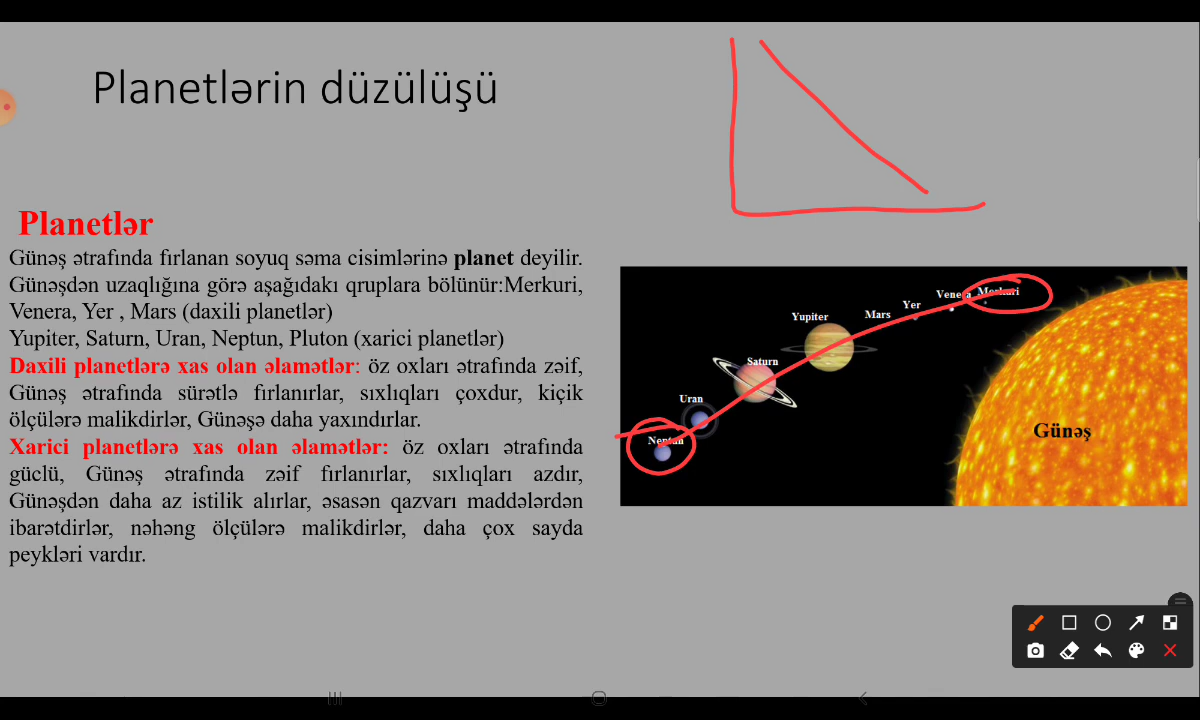 Planetlərin düzülüşü
Planetlər
Günəş ətrafında fırlanan soyuq səma cisimlərinə planet deyilir.
Günəşdən uzaqlığına görə aşağıdakı qruplara bölünür:Merkuri,
Venera, Yer , Mars (daxili planetlər)
Yupiter, Saturn, Uran, Neptun, Pluton (xarici planetlər)
Daxili planetlərə xas olan əlamətlər: öz oxları ətrafında zəif,
Günəş ətrafında sürətlə fırlanırlar, sıxlıqları çoxdur, kiçik
ölçülərə malikdirlər, Günəşə daha yaxındırlar.
Xarici planetlərə xas olan əlamətlər: öz oxları ətrafında
güclü, Günəş ətrafında zəif fırlanırlar, sıxlıqları azdır,
Günəşdən daha az istilik alırlar, əsasən qazvarı maddələrdən
ibarətdirlər, nəhəng ölçülərə malikdirlər, daha çox sayda
peykləri vardır.
Merkuri
Venera
Yer
Mars
Yupiter
Saturn
Uran
Neptun
Günəş